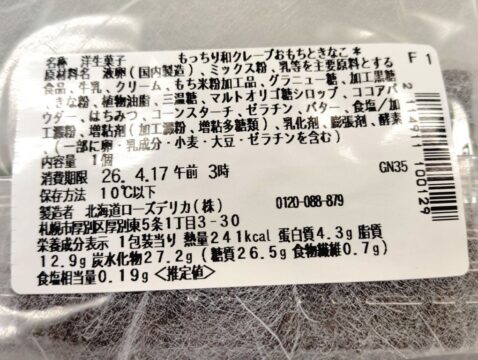 名称 洋生菓子 もっちり和クレープおもちときなこ*
原材料名 液卵(国内製造)、ミックス粉、乳等を主要原料とする
食品、牛乳、クリーム、もち米粉加工品、グラニュー糖、加工黒糖
、きな粉、植物油脂、三温糖、マルトオリゴ糖シロップ、ココアパ
ウダー、はちみつ、コーンスターチ、ゼラチン、バター、食塩/加
工澱粉、増粘剤(加工澱粉、増粘多糖類)、乳化剤、膨張剤、酵素
、(一部に卵・乳成分・小麦・大豆・ゼラチンを含む)
内容量 1個
消費期限 26. 4.17 午前 3時
保存方法 10℃以下
製造者 北海道ローズデリカ(株) 0120-088-879
札幌市厚別区厚別東5条1丁目3-30
栄養成分表示 1包装当り 熱量241kcal 蛋白質4.3g 脂質
12.9g 炭水化物27.2g(糖質26.5g 食物繊維0.7g)
食塩相当量0.19g<推定値>
F1
GN35